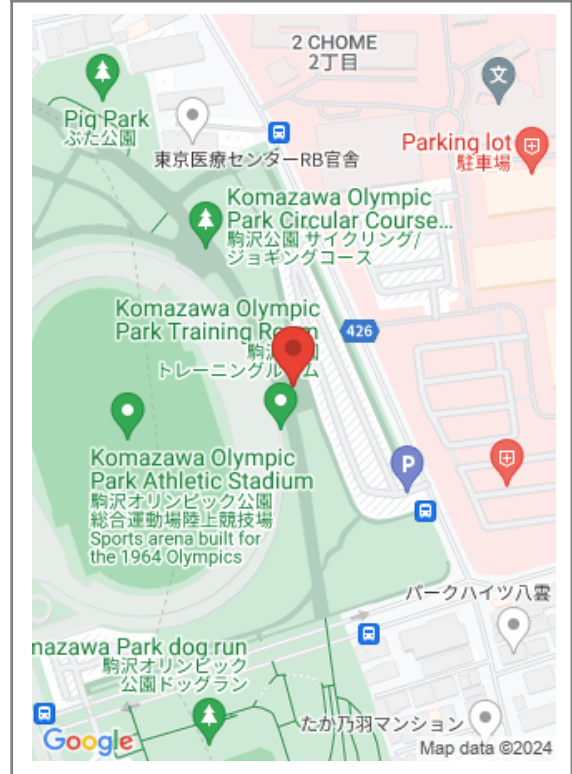 2 CHOME
2丁目
文
Pig Park
ぶた公園
東京医療センターRB官舎
Parking lot
駐車場
Komazawa Olympic
Park Circular Course...
駒沢公園 サイクリング/
ジョギングコース
Komazawa Olympic
Park Training Room
駒沢公園
トレーニングルーム
426
P
Komazawa Olympic
Park Athletic Stadium
駒沢オリンピック公園
総合運動場陸上競技場
Sports arena built for
the 1964 Olympics
パークハイツ八雲
mazawa Park dog run
駒沢オリンピック
公園ドッグラン
たか乃羽マンション
Google
Map data ©2024